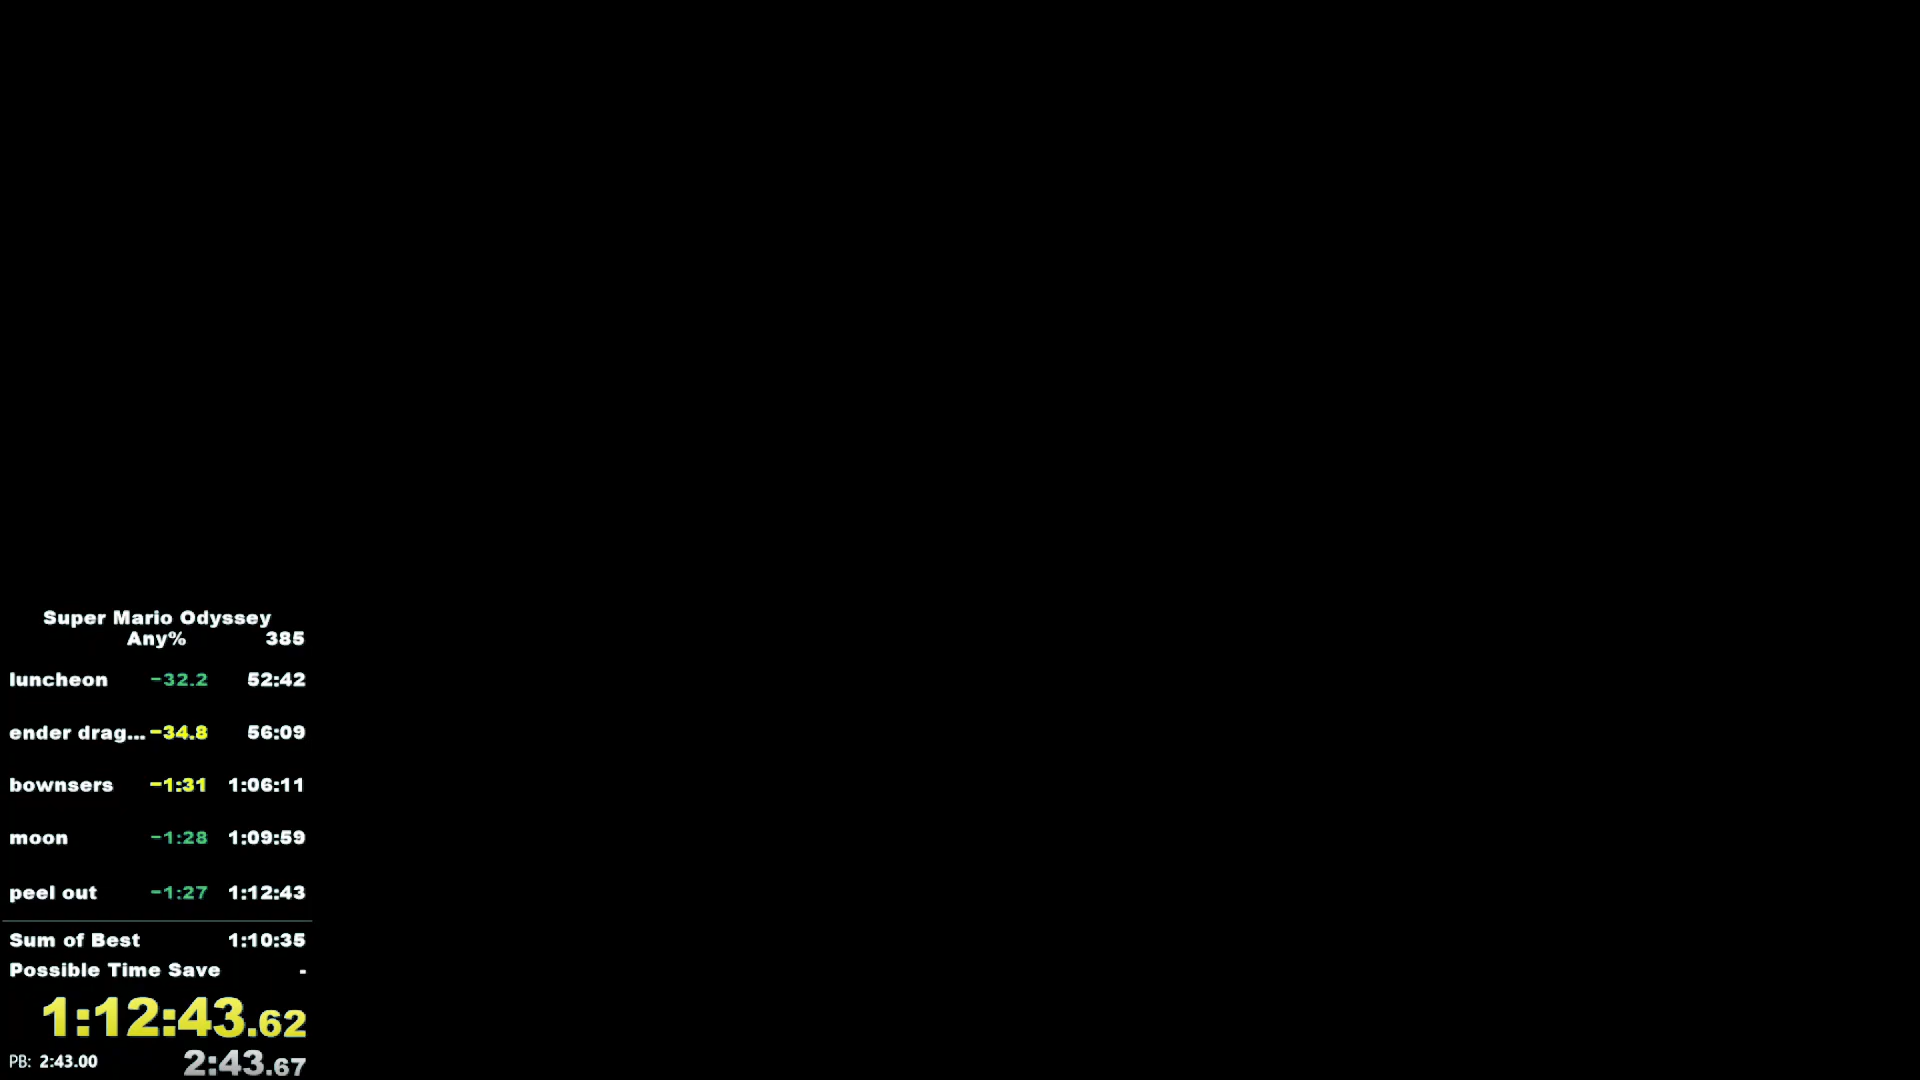 Super Mario Odyssey
Any% 385
luncheon -32.2 52:42
ender drag... -34.8 56:09
bownsers -1:31 1:06:11
moon -1:28 1:09:59
peel out -1:27 1:12:43
Sum of Best 1:10:35
Possible Time Save -
1:12:43.62
PB: 2:43.00 2:43.67